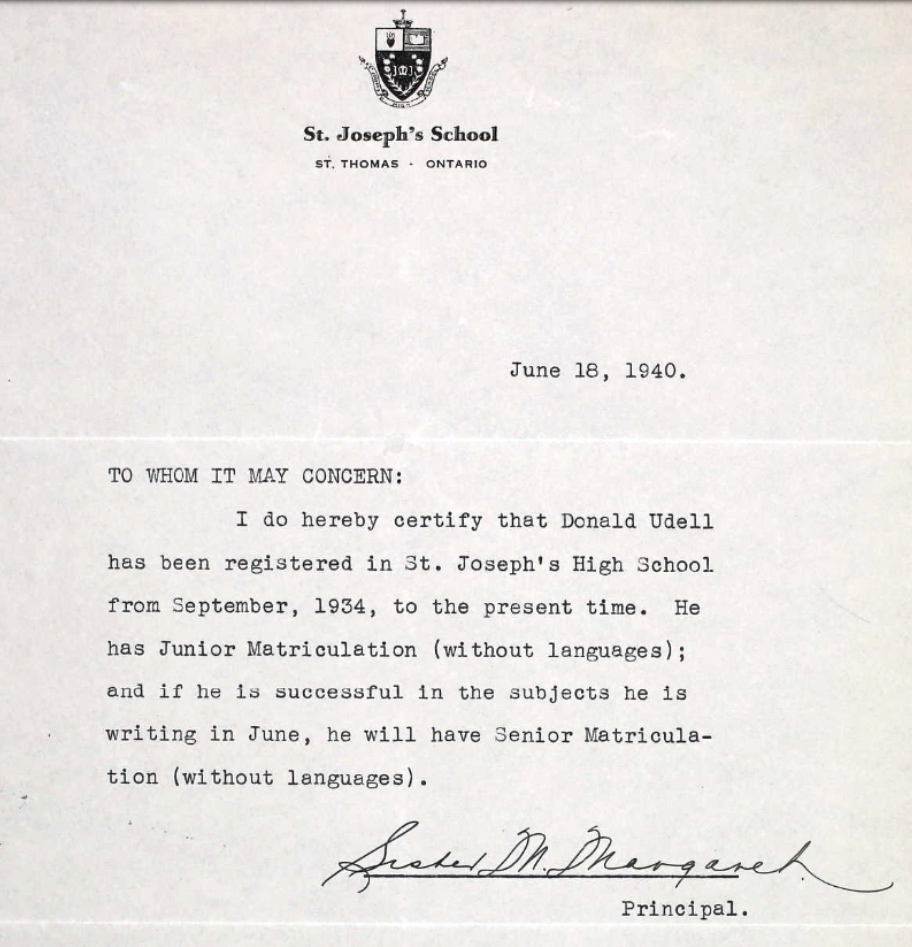 St. Joseph's School
ST. THOMAS - ONTARIO
June 18, 1940.
TO WHOM IT MAY CONCERN:
I do hereby certify that Donald Udell
has been registered in St. Joseph's High School
from September, 1934, to the present time. He
has Junior Matriculation (without languages);
and if he is successful in the subjects he is
writing in June, he will have Senior Matricula-
tion (without languages).
Sister M. Margaret
Principal.